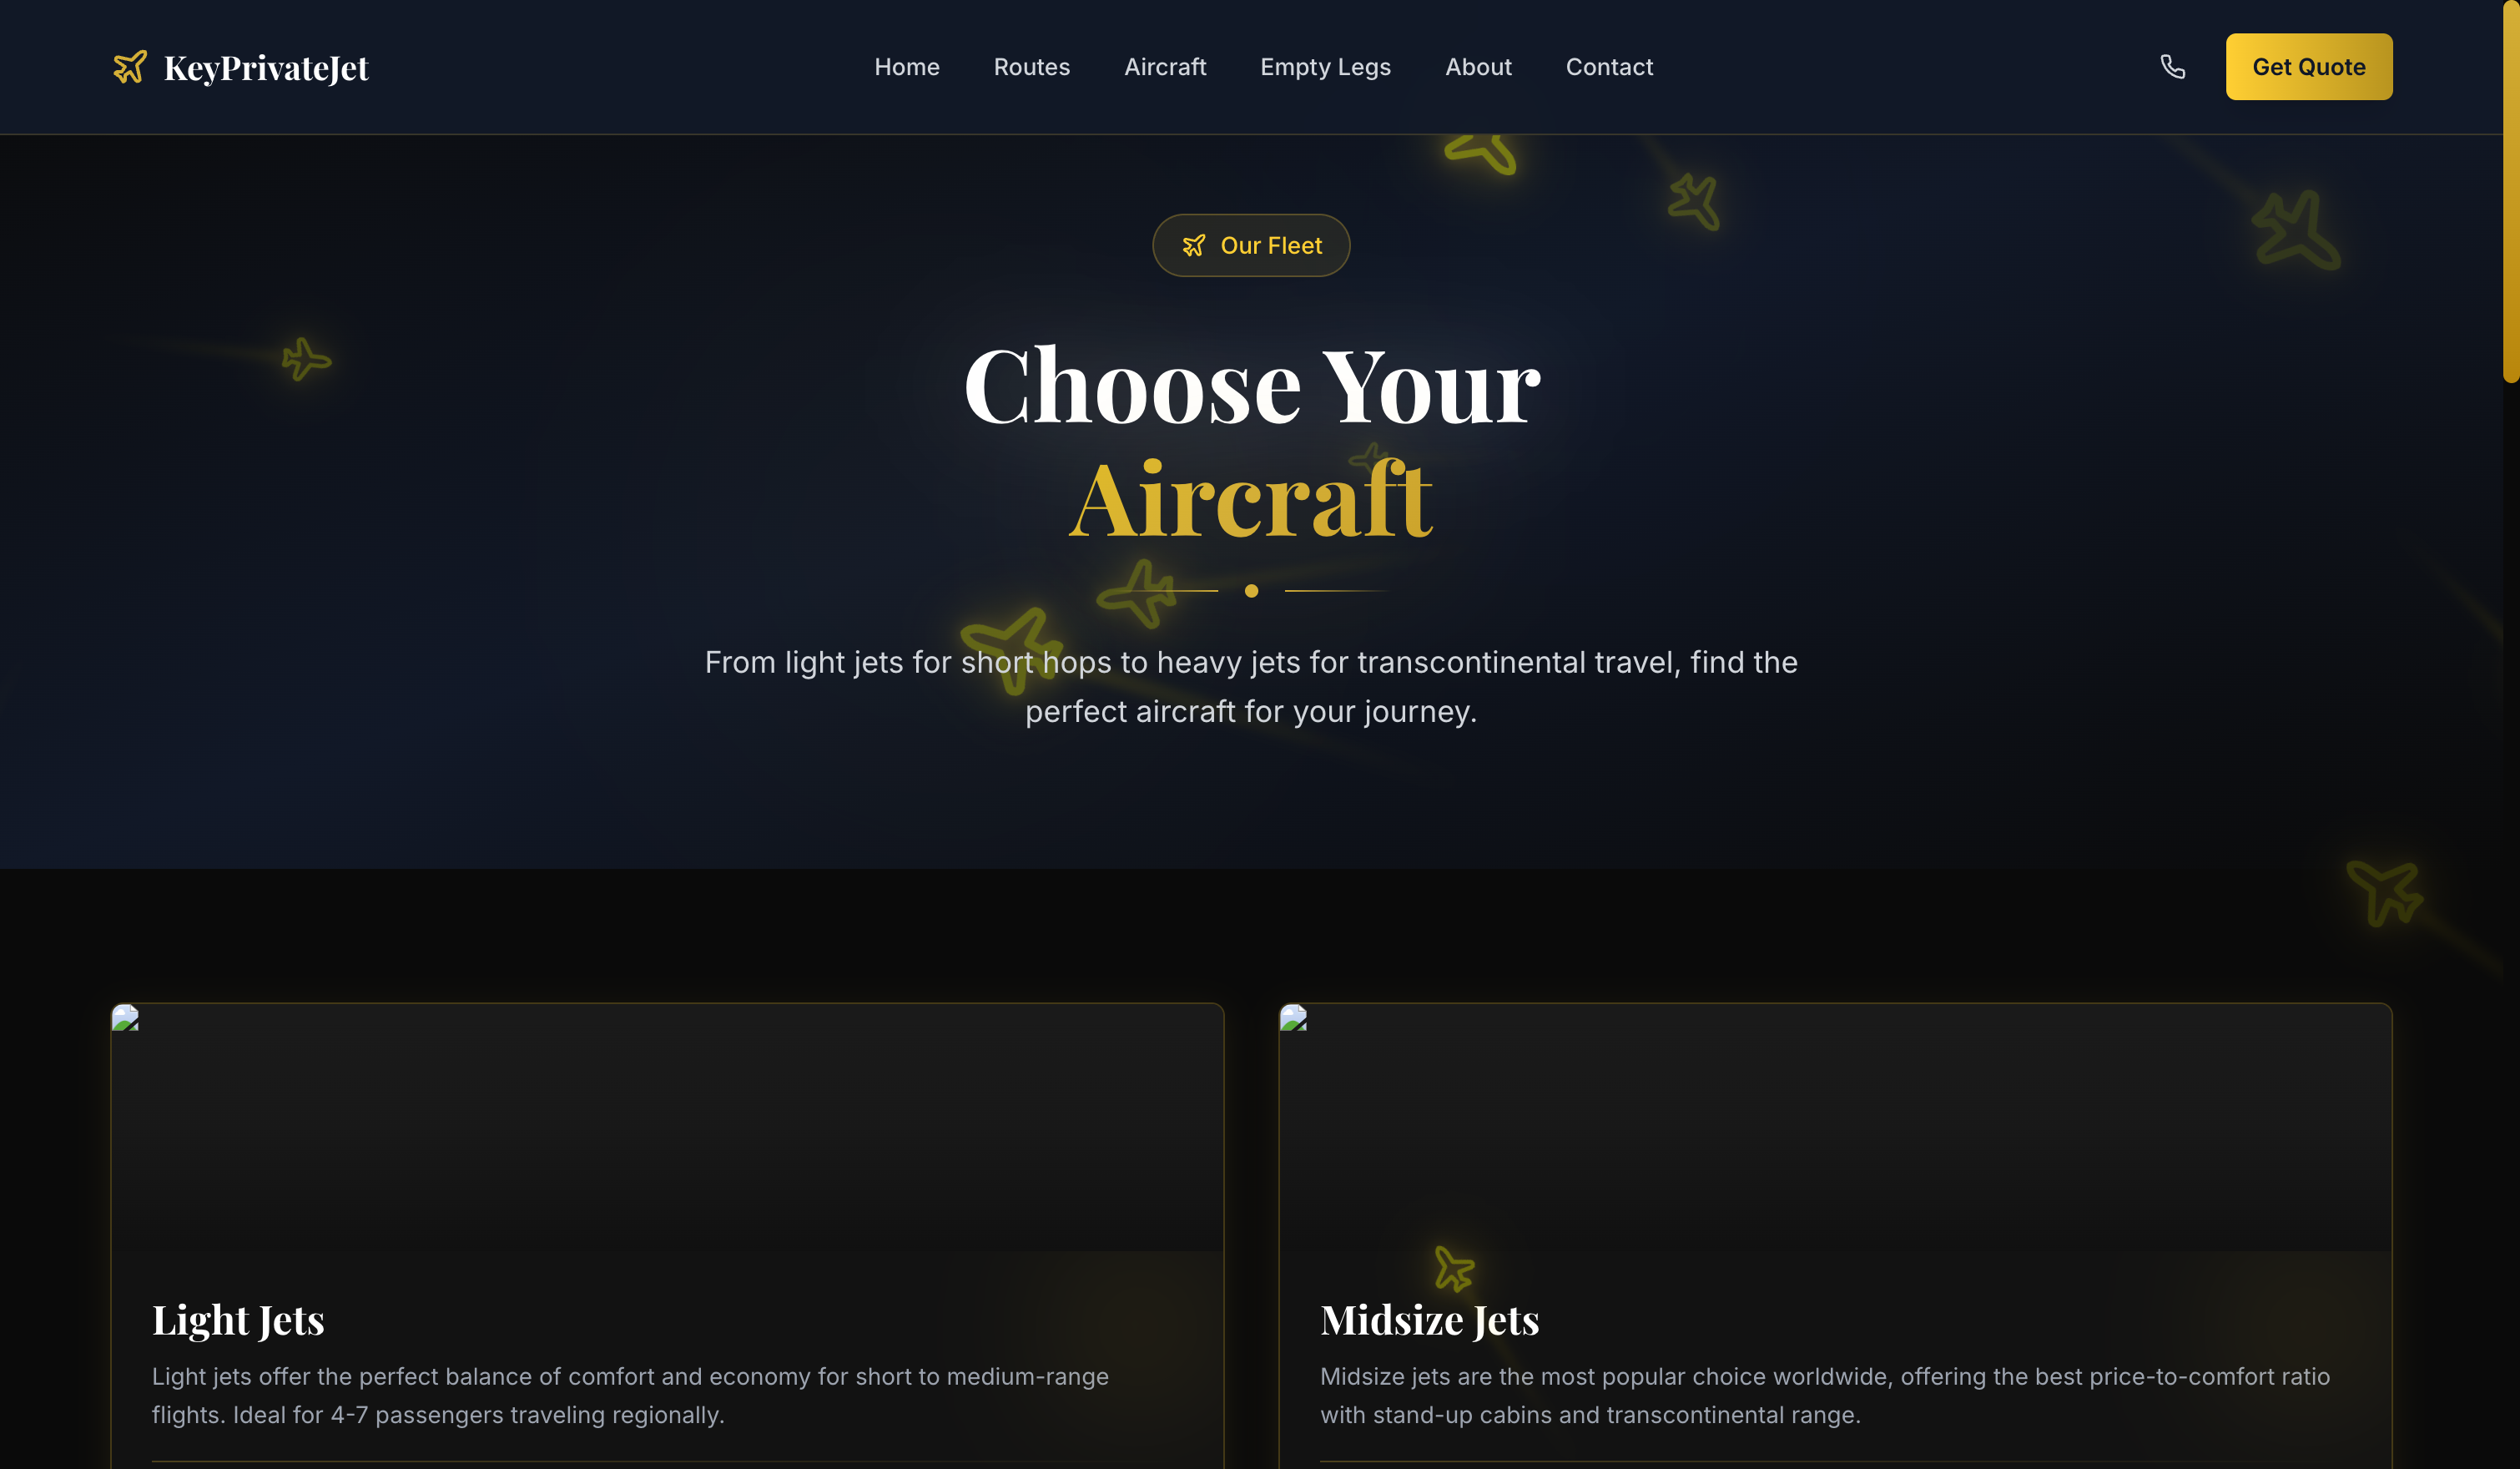 KeyPrivateJet
Home
Routes
Aircraft
Empty Legs
About
Contact
Get Quote
Our Fleet
Choose Your
Aircraft
From light jets for short hops to heavy jets for transcontinental travel, find the
perfect aircraft for your journey.
Light Jets
Light jets offer the perfect balance of comfort and economy for short to medium-range
flights. Ideal for 4-7 passengers traveling regionally.
Midsize Jets
Midsize jets are the most popular choice worldwide, offering the best price-to-comfort ratio
with stand-up cabins and transcontinental range.